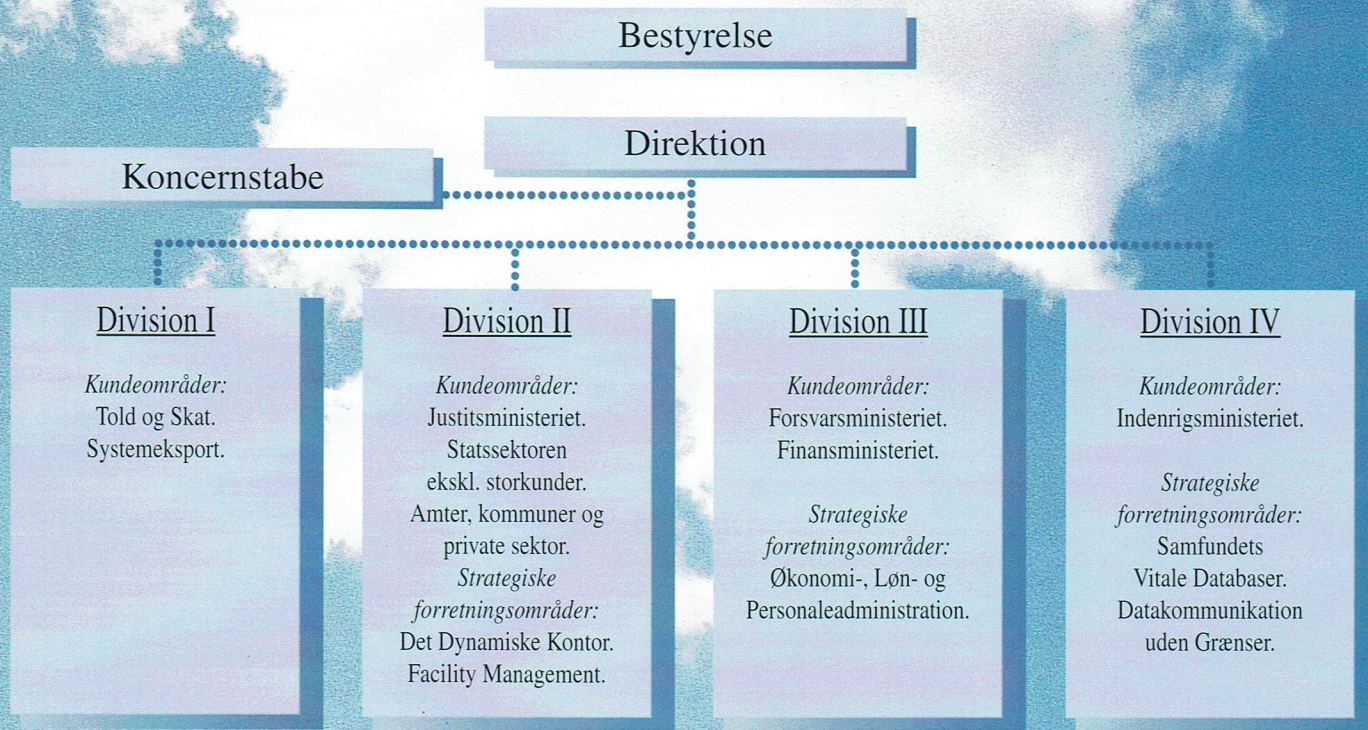 Bestyrelse
Direktion
Koncernstabe
Division I
Kundeområder:
Told og Skat.
Systemeksport.
Division II
Kundeområder:
Justitsministeriet.
Statssektoren
ekskl. storkunder.
Amter, kommuner og
private sektor.
Strategiske
forretningsområder:
Det Dynamiske Kontor.
Facility Management.
Division III
Kundeområder:
Forsvarsministeriet.
Finansministeriet.
Strategiske
forretningsområder:
Økonomi-, Løn- og
Personaleadministration.
Division IV
Kundeområder:
Indenrigsministeriet.
Strategiske
forretningsområder:
Samfundets
Vitale Databaser.
Datakommunikation
uden Grænser.